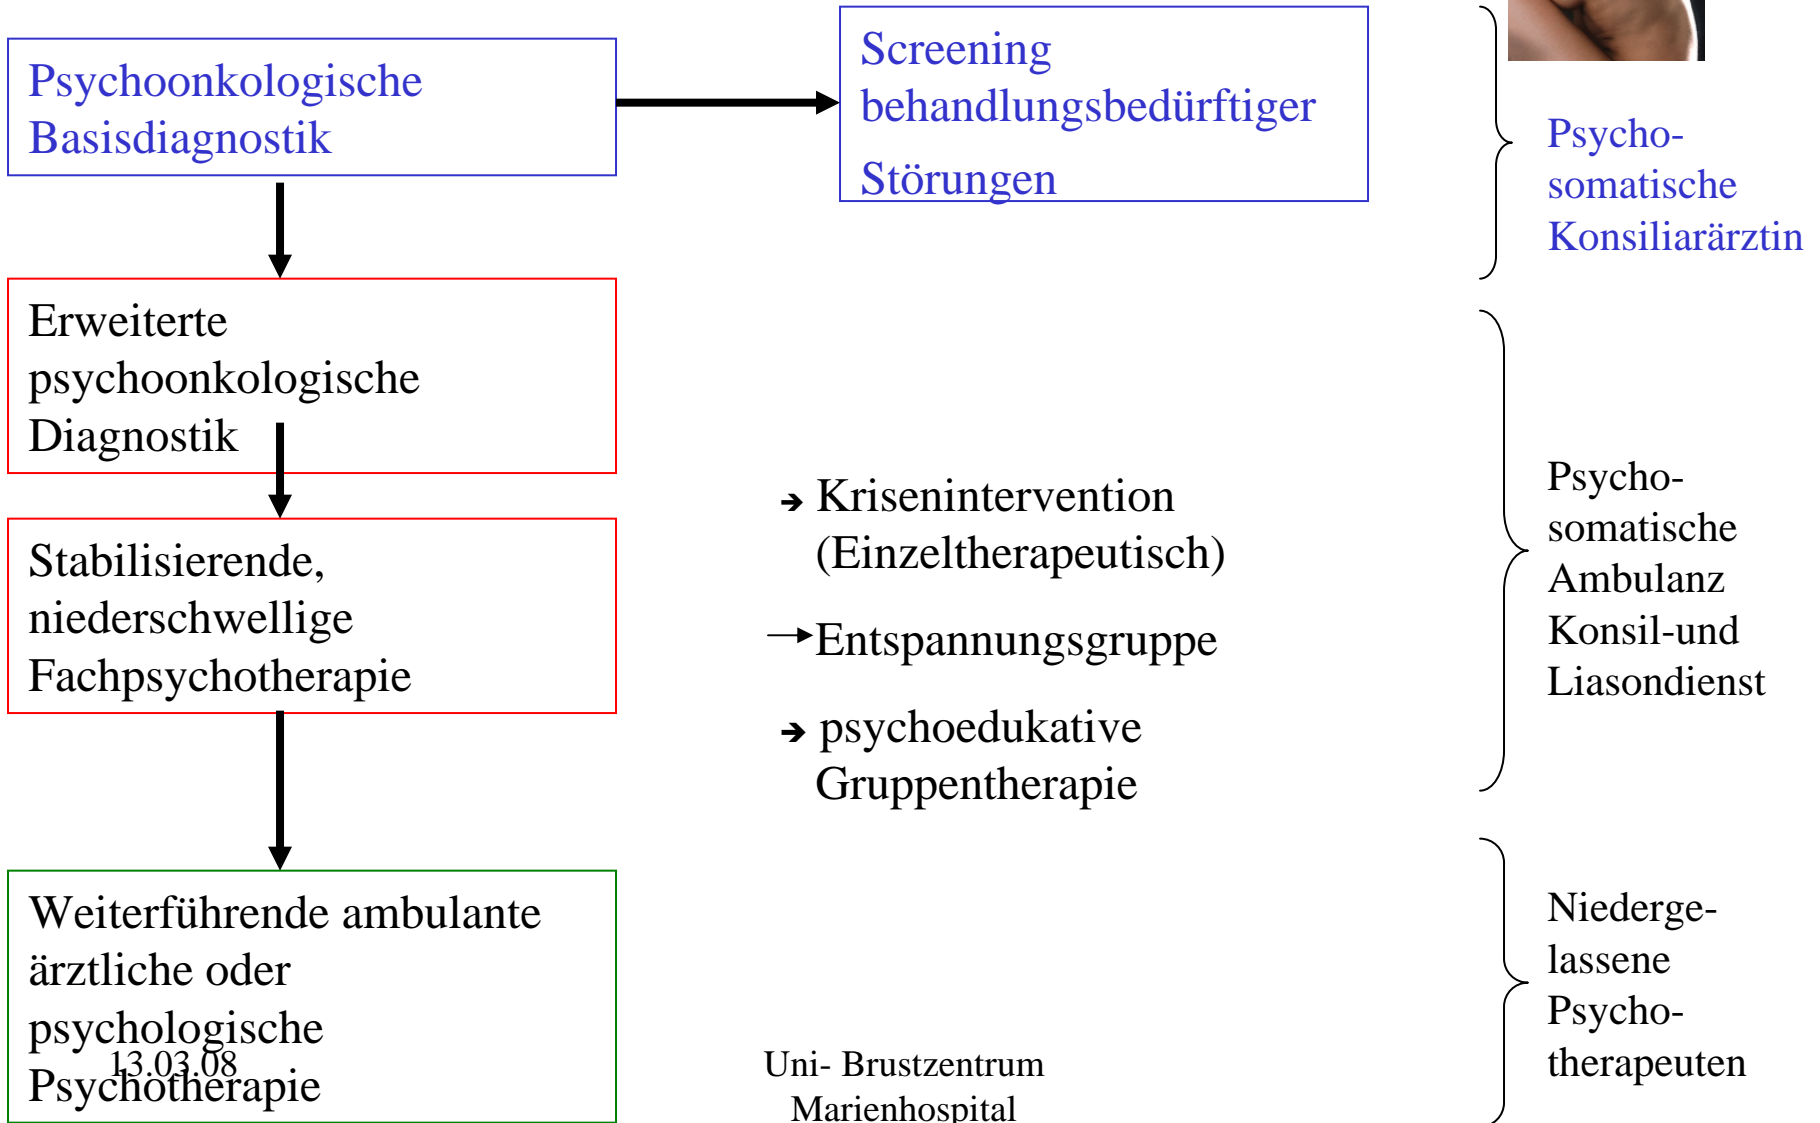 Psychoonkologische
Basisdiagnostik
Screening
behandlungsbedürftiger
Störungen
Psycho-
somatische
Konsiliarärztin
Erweiterte
psychoonkologische
Diagnostik
Stabilisierende,
niederschwellige
Fachpsychotherapie
➔ Krisenintervention
(Einzeltherapeutisch)
→Entspannungsgruppe
➔ psychoedukative
Gruppentherapie
Psycho-
somatische
Ambulanz
Konsil-und
Liasondienst
Weiterführende ambulante
ärztliche oder
psychologische
Psychotherapie
Niederge-
lassene
Psycho-
therapeuten
13.03.08
Uni- Brustzentrum
Marienhospital